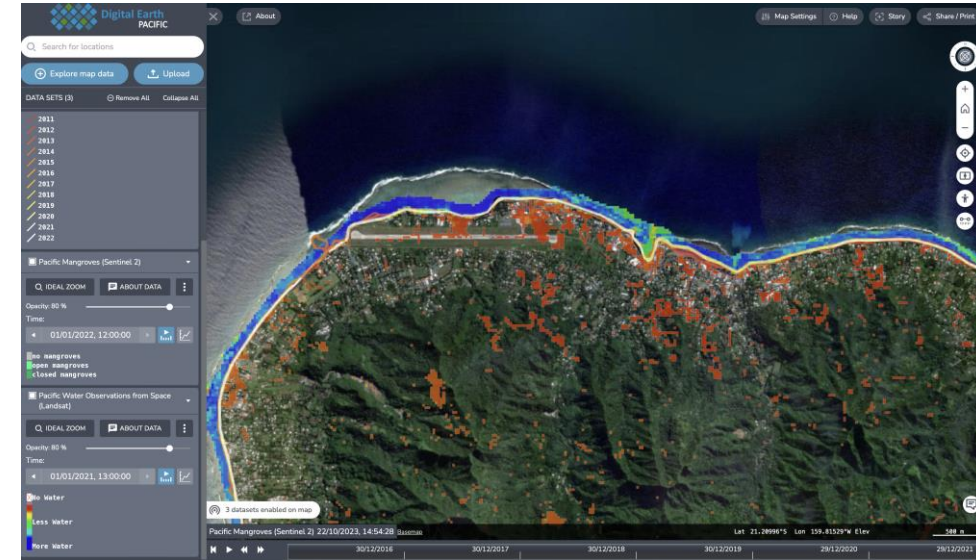 Digital Earth
PACIFIC
About
Map Settings
Help
Story
Share / Print
Search for locations
Explore map data
Upload
DATA SETS (3)
Remove All
Collapse All
2011
2012
2013
2014
2015
2016
2017
2018
2019
2020
2021
2022
Pacific Mangroves (Sentinel 2)
IDEAL ZOOM
ABOUT DATA
Opacity: 80 %
Time:
01/01/2022, 12:00:00
no mangroves
open mangroves
closed mangroves
Pacific Water Observations from Space
(Landsat)
IDEAL ZOOM
ABOUT DATA
Opacity: 80 %
Time:
01/01/2021, 13:00:00
No Water
Less Water
More Water
3 datasets enabled on map
Pacific Mangroves (Sentinel 2) 22/10/2023, 14:54:28 Basemap
Lat 21.20996°S Lon 159.81529°W Elev
500 m
30/12/2016
30/12/2017
30/12/2018
30/12/2019
29/12/2020
29/12/2021